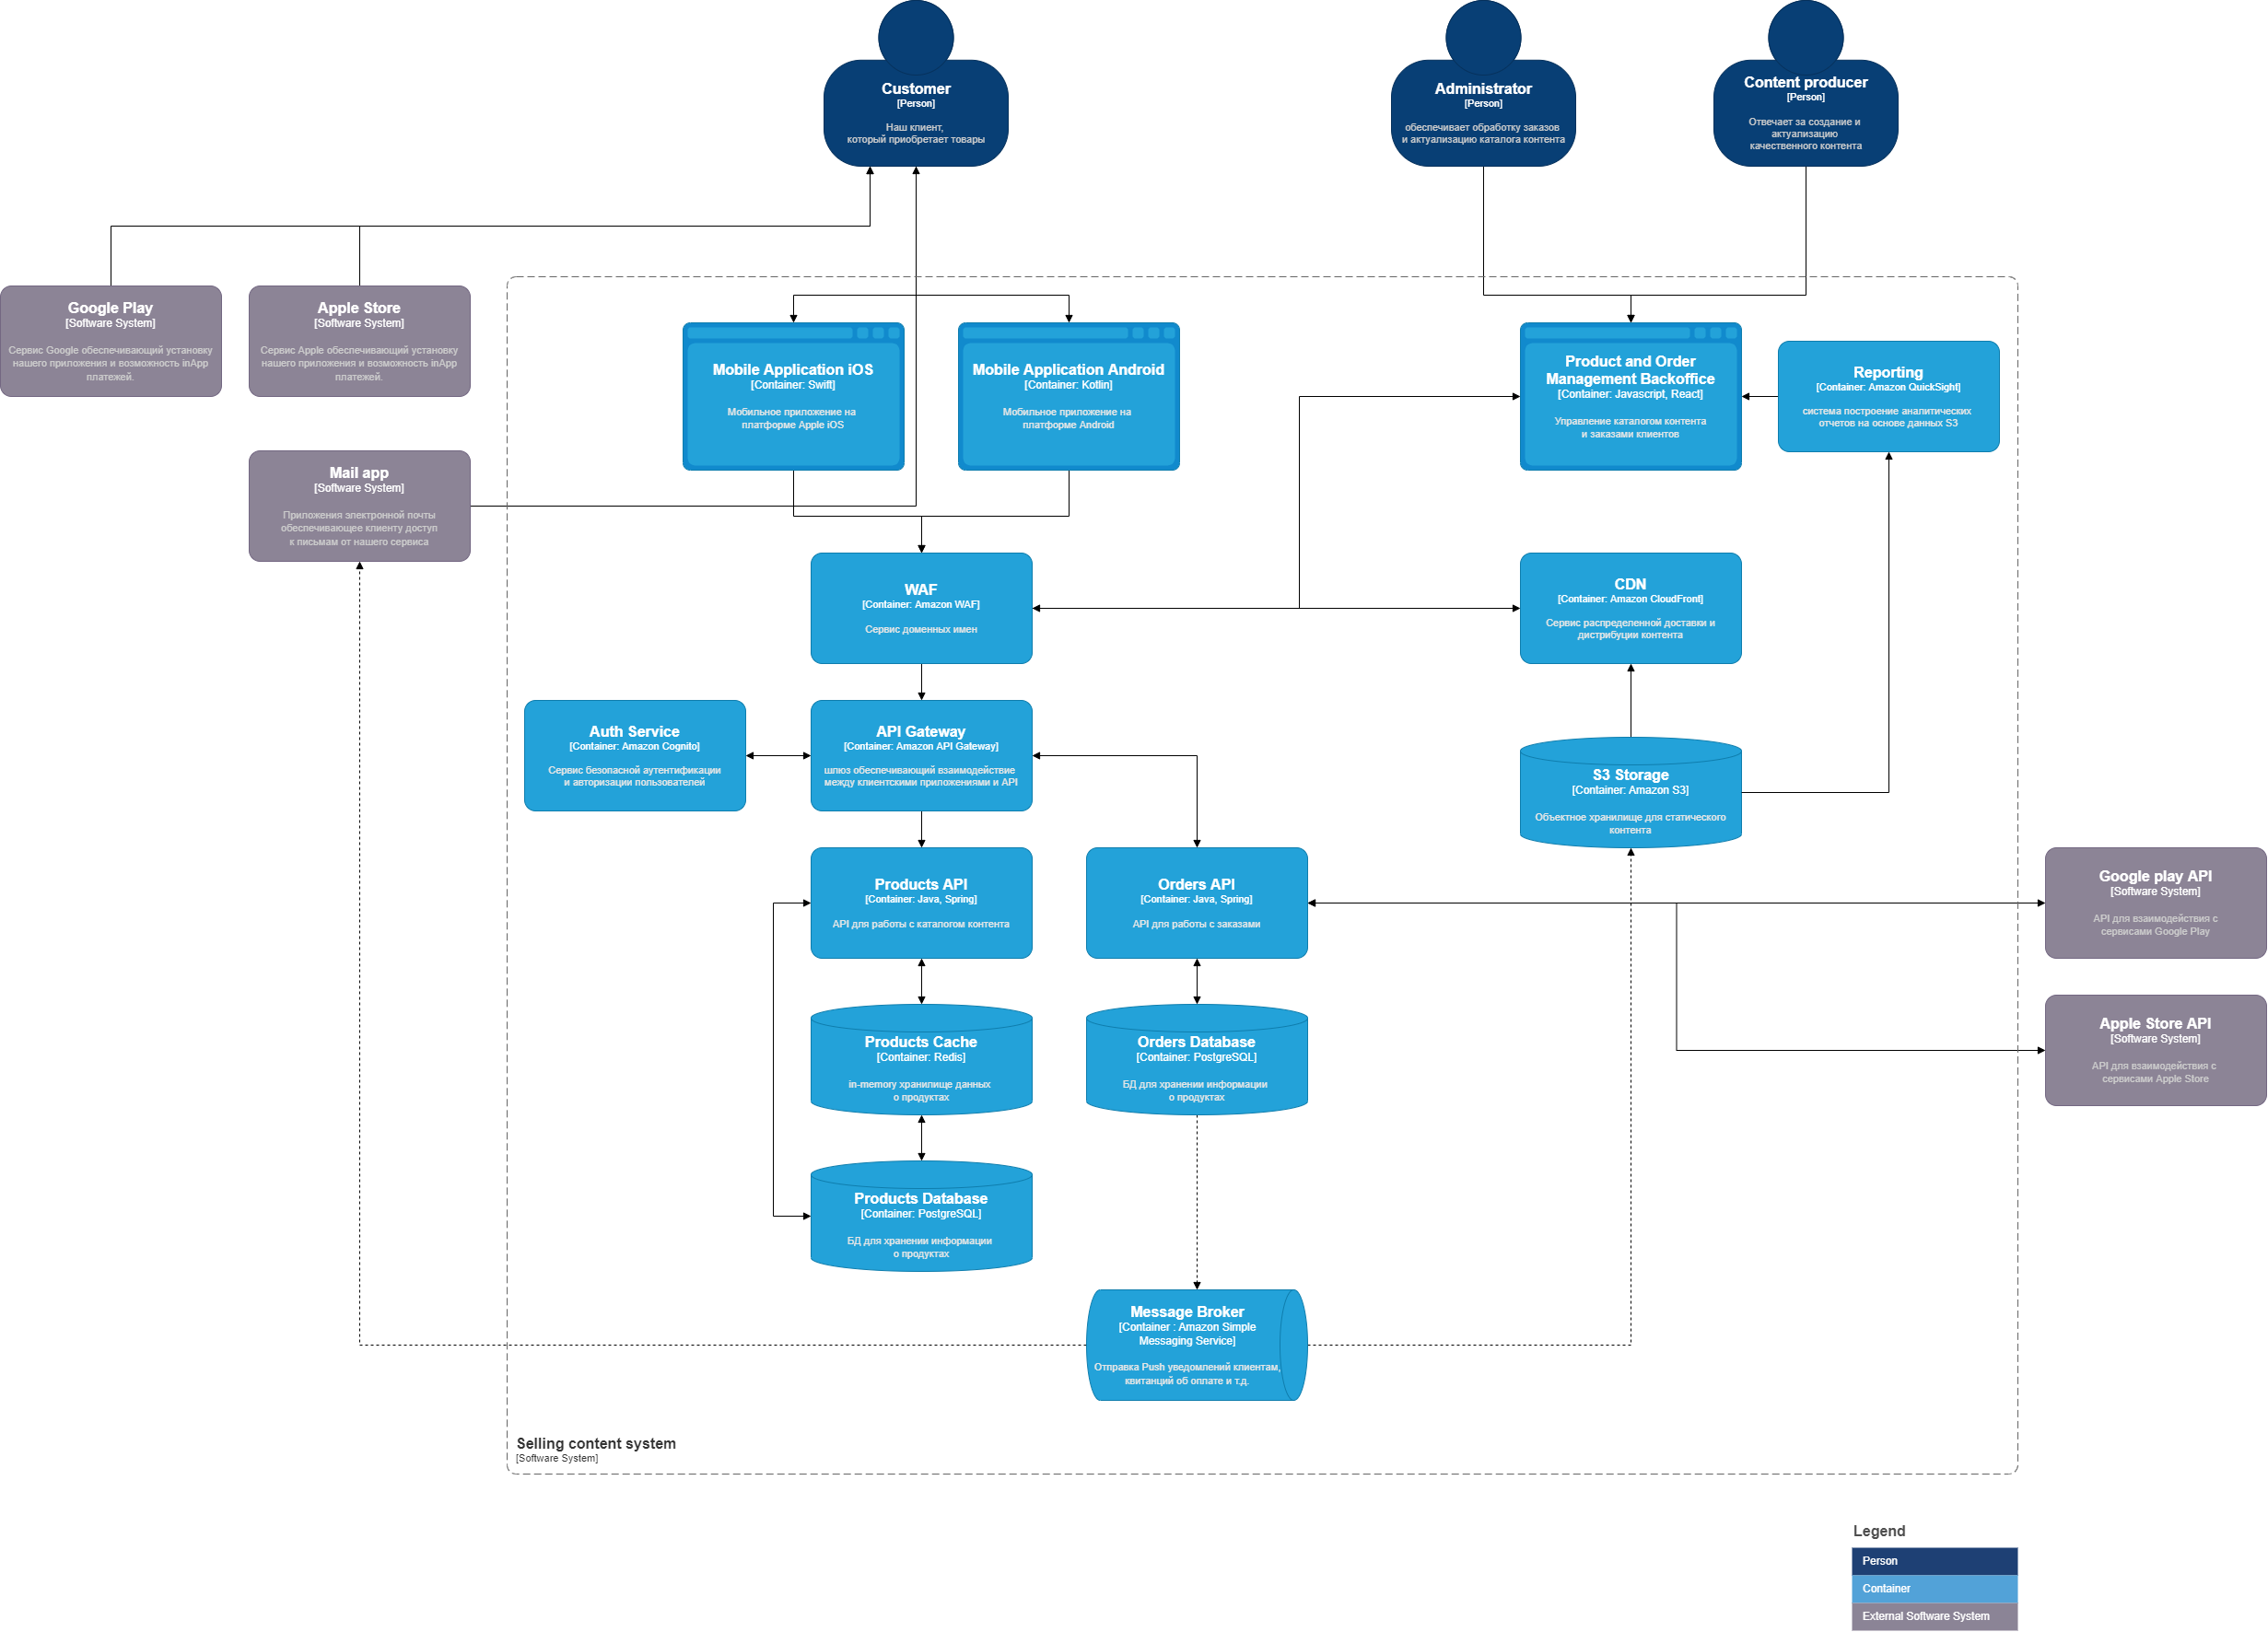 Customer
[Person]
Наш клиент,
который приобретает товары
Administrator
[Person]
обеспечивает обработку заказов
и актуализацию каталога контента
Content producer
[Person]
Отвечает за создание и
актуализацию
качественного контента
Google Play
[Software System]
Сервис Google обеспечивающий установку
нашего приложения и возможность inApp
платежей.
Apple Store
[Software System]
Сервис Apple обеспечивающий установку
нашего приложения и возможность inApp
платежей.
Mobile Application iOS
[Container: Swift]
Мобильное приложение на
платформе Apple iOS
Mobile Application Android
[Container: Kotlin]
Мобильное приложение на
платформе Android
Product and Order
Management Backoffice
[Container: Javascript, React]
Управление каталогом контента
и заказами клиентов
Reporting
[Container: Amazon QuickSight]
система построение аналитических
отчетов на основе данных S3
Mail app
[Software System]
Приложения электронной почты
обеспечивающее клиенту доступ
к письмам от нашего сервиса
WAF
[Container: Amazon WAF]
Сервис доменных имен
CDN
[Container: Amazon CloudFront]
Сервис распределенной доставки и
дистрибуции контента
Auth Service
[Container: Amazon Cognito]
Сервис безопасной аутентификации
и авторизации пользователей
API Gateway
[Container: Amazon API Gateway]
шлюз обеспечивающий взаимодействие
между клиентскими приложениями и API
S3 Storage
[Container: Amazon S3]
Объектное хранилище для статического
контента
Products API
[Container: Java, Spring]
API для работы с каталогом контента
Orders API
[Container: Java, Spring]
API для работы с заказами
Google play API
[Software System]
API для взаимодействия с
сервисами Google Play
Products Cache
[Container: Redis]
in-memory хранилище данных
о продуктах
Orders Database
[Container: PostgreSQL]
БД для хранении информации
о продуктах
Apple Store API
[Software System]
API для взаимодействия с
сервисами Apple Store
Products Database
[Container: PostgreSQL]
БД для хранении информации
о продуктах
Message Broker
[Container : Amazon Simple
Messaging Service]
Отправка Push уведомлений клиентам,
квитанций об оплате и т.д.
Selling content system
[Software System]
Legend
Person
Container
External Software System